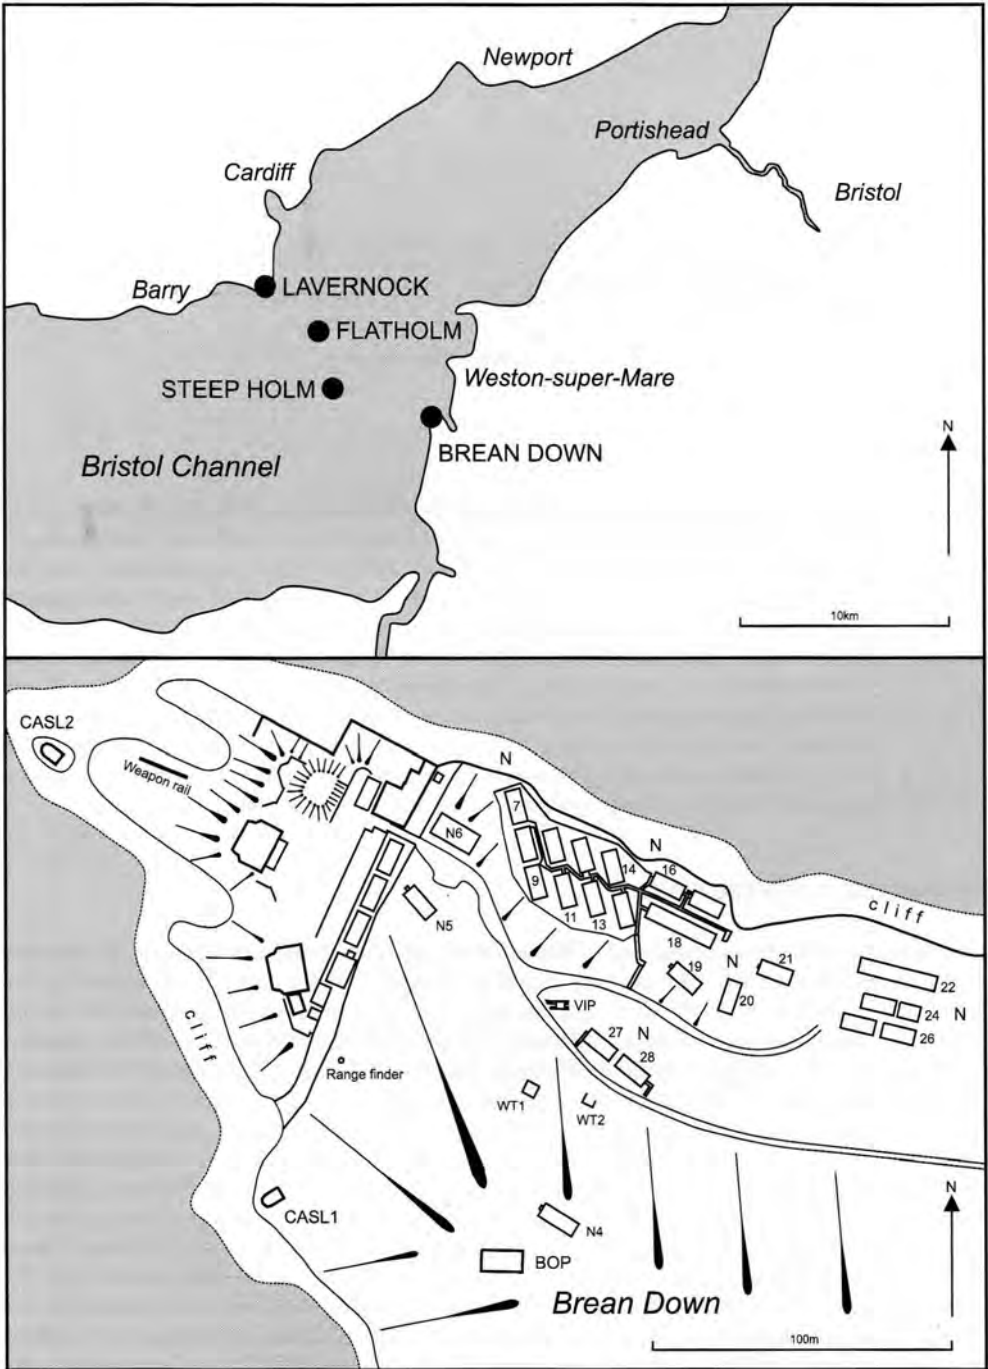 Newport
Portishead
Cardiff
Bristol
Barry
LAVERNOCK
FLATHOLM
STEEP HOLM
Weston-super-Mare
BREAN DOWN
Bristol Channel
N
10km
CASL2
Weapon rail
N
7
N6
N
14
16
9
11
13
cliff
N5
18
N
19
20
21
22
24
N
26
VIP
27
N
28
cliff
Range finder
WT1
WT2
CASL1
N4
BOP
N
Brean Down
100m